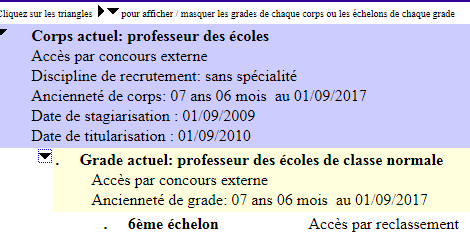 Cliquez sur les triangles pour afficher / masquer les grades de chaque corps ou les échelons de chaque grade
Corps actuel: professeur des écoles
Accès par concours externe
Discipline de recrutement: sans spécialité
Ancienneté de corps: 07 ans 06 mois au 01/09/2017
Date de stagiarisation : 01/09/2009
Date de titularisation : 01/09/2010
. Grade actuel: professeur des écoles de classe normale
Accès par concours externe
Ancienneté de grade: 07 ans 06 mois au 01/09/2017
. 6ème échelon Accès par reclassement